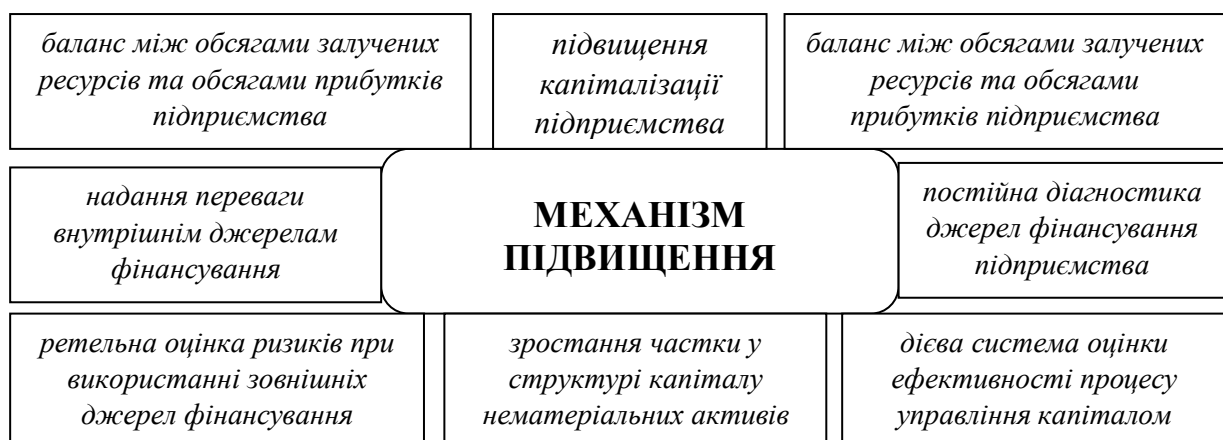 баланс між обсягами залучених
ресурсів та обсягами прибутків
підприємства
підвищення
капіталізації
підприємства
баланс між обсягами залучених
ресурсів та обсягами
прибутків підприємства
надання переваги
внутрішнім джерелам
фінансування
МЕХАНІЗМ
ПІДВИЩЕННЯ
постійна діагностика
джерел фінансування
підприємства
ретельна оцінка ризиків при
використанні зовнішніх
джерел фінансування
зростання частки у
структурі капіталу
нематеріальних активів
дієва система оцінки
ефективності процесу
управління капіталом